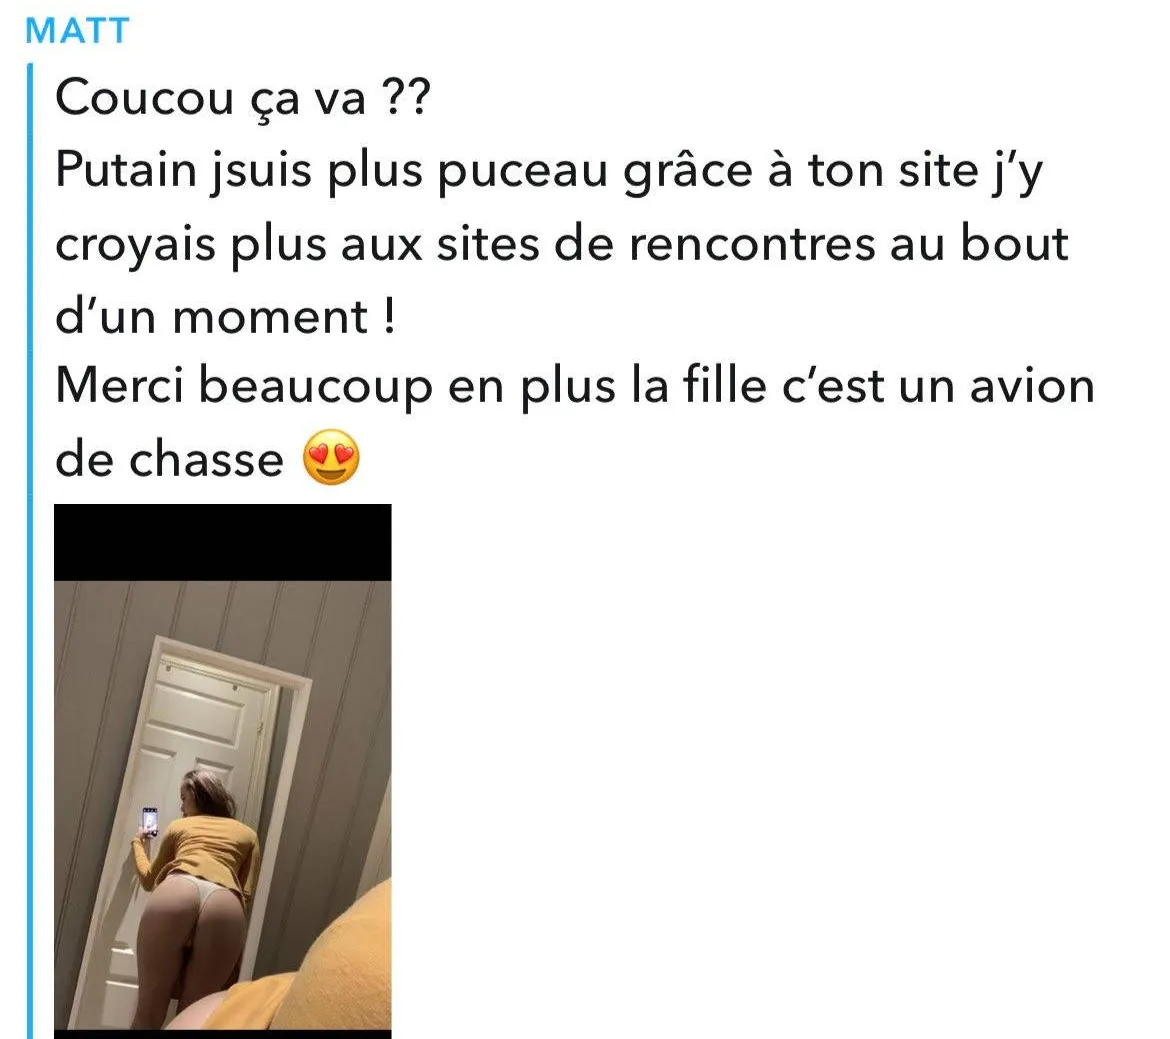 MATT
Coucou ça va ??
Putain jsuis plus puceau grâce à ton site j’y
croyais plus aux sites de rencontres au bout
d’un moment !
Merci beaucoup en plus la fille c’est un avion
de chasse 😍